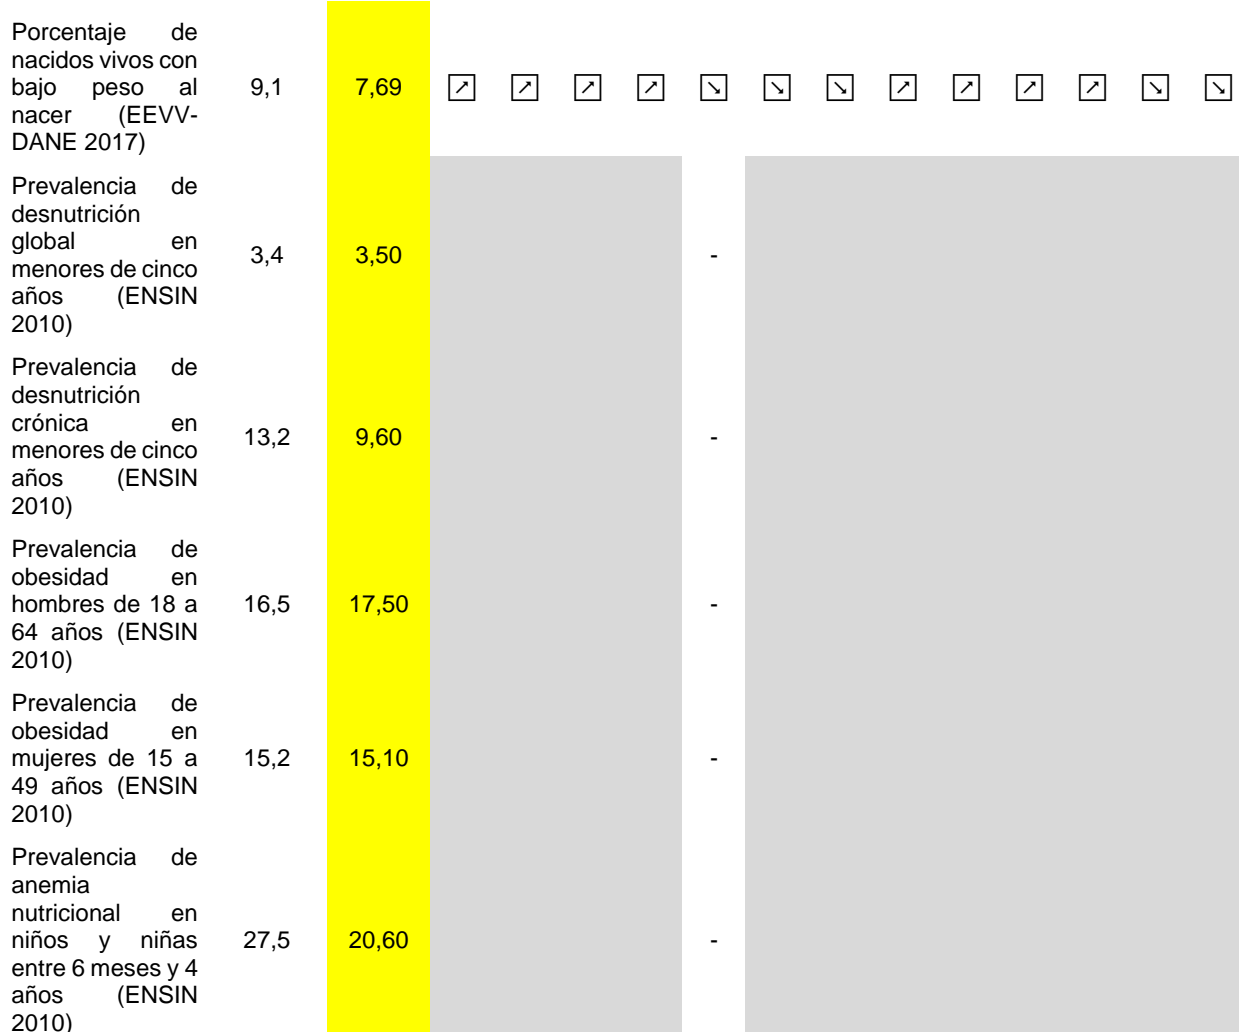 Porcentaje de
nacidos vivos con
bajo peso al
nacer (EEVV-
DANE 2017)
9,1 7,69 ↗ ↗ ↗ ↗ ↘ ↘ ↘ ↗ ↗ ↗ ↗ ↘ ↘
Prevalencia de
desnutrición
global en
menores de cinco
años (ENSIN
2010)
3,4 3,50 -
Prevalencia de
desnutrición
crónica en
menores de cinco
años (ENSIN
2010)
13,2 9,60 -
Prevalencia de
obesidad en
hombres de 18 a
64 años (ENSIN
2010)
16,5 17,50 -
Prevalencia de
obesidad en
mujeres de 15 a
49 años (ENSIN
2010)
15,2 15,10 -
Prevalencia de
anemia
nutricional en
niños y niñas
entre 6 meses y 4
años (ENSIN
2010)
27,5 20,60 -